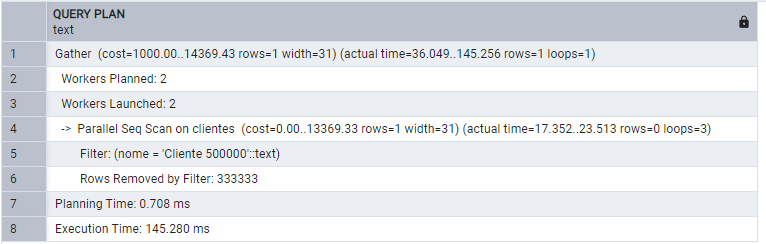 QUERY PLAN
text
1 Gather (cost=1000.00..14369.43 rows=1 width=31) (actual time=36.049..145.256 rows=1 loops=1)
2 Workers Planned: 2
3 Workers Launched: 2
4 -> Parallel Seq Scan on clientes (cost=0.00..13369.33 rows=1 width=31) (actual time=17.352..23.513 rows=0 loops=3)
5 Filter: (nome = 'Cliente 500000'::text)
6 Rows Removed by Filter: 333333
7 Planning Time: 0.708 ms
8 Execution Time: 145.280 ms